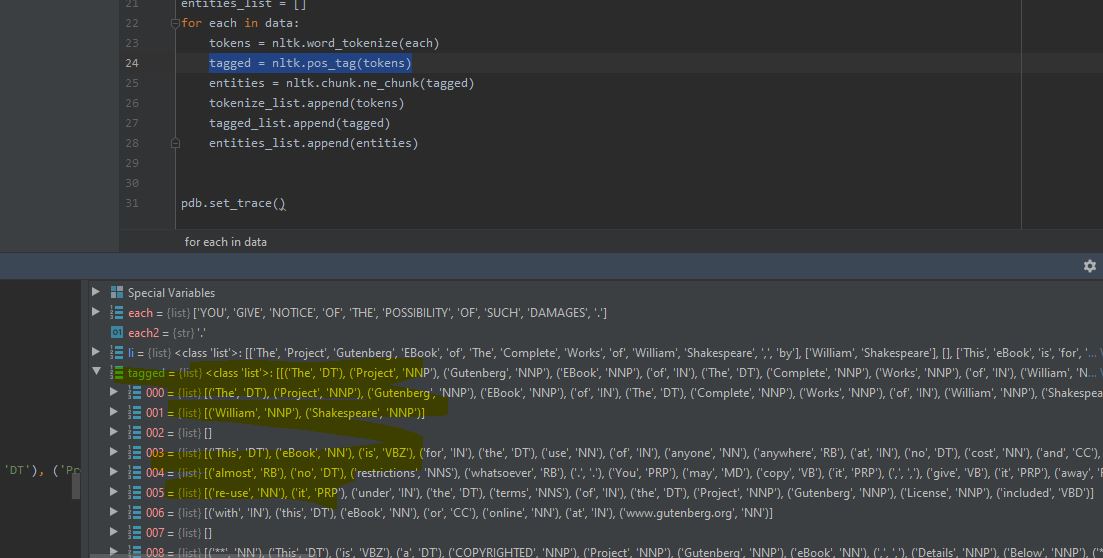 21 entities_list = []
22 for each in data:
23 tokens = nltk.word_tokenize(each)
24 tagged = nltk.pos_tag(tokens)
25 entities = nltk.chunk.ne_chunk(tagged)
26 tokenize_list.append(tokens)
27 tagged_list.append(tagged)
28 entities_list.append(entities)
29
30
31 pdb.set_trace()
for each in data
Special Variables
each = {list} ['YOU', 'GIVE', 'NOTICE', 'OF', 'THE', 'POSSIBILITY', 'OF', 'SUCH', 'DAMAGES', '.']
01 each2 = {str} '.'
li = {list} <class 'list'>: [['The', 'Project', 'Gutenberg', 'EBook', 'of', 'The', 'Complete', 'Works', 'of', 'William', 'Shakespeare', ',', 'by'], ['William', 'Shakespeare'], [], ['This', 'eBook', 'is', 'for', '...
tagged = {list} <class 'list'>: [[('The', 'DT'), ('Project', 'NNP'), ('Gutenberg', 'NNP'), ('EBook', 'NNP'), ('of', 'IN'), ('The', 'DT'), ('Complete', 'NNP'), ('Works', 'NNP'), ('of', 'IN'), ('William', 'N...
000 = {list} [('The', 'DT'), ('Project', 'NNP'), ('Gutenberg', 'NNP'), ('EBook', 'NNP'), ('of', 'IN'), ('The', 'DT'), ('Complete', 'NNP'), ('Works', 'NNP'), ('of', 'IN'), ('William', 'NNP'), ('Shakespea
001 = {list} [('William', 'NNP'), ('Shakespeare', 'NNP')]
002 = {list} []
003 = {list} [('This', 'DT'), ('eBook', 'NN'), ('is', 'VBZ'), ('for', 'IN'), ('the', 'DT'), ('use', 'NN'), ('of', 'IN'), ('anyone', 'NN'), ('anywhere', 'RB'), ('at', 'IN'), ('no', 'DT'), ('cost', 'NN'), ('and', 'CC'),
'DT'), ('Pr
004 = {list} [('almost', 'RB'), ('no', 'DT'), ('restrictions', 'NNS'), ('whatsoever', 'RB'), ('.', '.'), ('You', 'PRP'), ('may', 'MD'), ('copy', 'VB'), ('it', 'PRP'), (',', ','), ('give', 'VB'), ('it', 'PRP'), ('away', 'R
005 = {list} [('re-use', 'NN'), ('it', 'PRP'), ('under', 'IN'), ('the', 'DT'), ('terms', 'NNS'), ('of', 'IN'), ('the', 'DT'), ('Project', 'NNP'), ('Gutenberg', 'NNP'), ('License', 'NNP'), ('included', 'VBD')]
006 = {list} [('with', 'IN'), ('this', 'DT'), ('eBook', 'NN'), ('or', 'CC'), ('online', 'NN'), ('at', 'IN'), ('www.gutenberg.org', 'NN')]
007 = {list} []
008 = {list} [('**', 'NN'), ('This', 'DT'), ('is', 'VBZ'), ('a', 'DT'), ('COPYRIGHTED', 'NNP'), ('Project', 'NNP'), ('Gutenberg', 'NNP'), ('eBook', 'NN'), (',', ','), ('Details', 'NNP'), ('Below', 'NNP'),